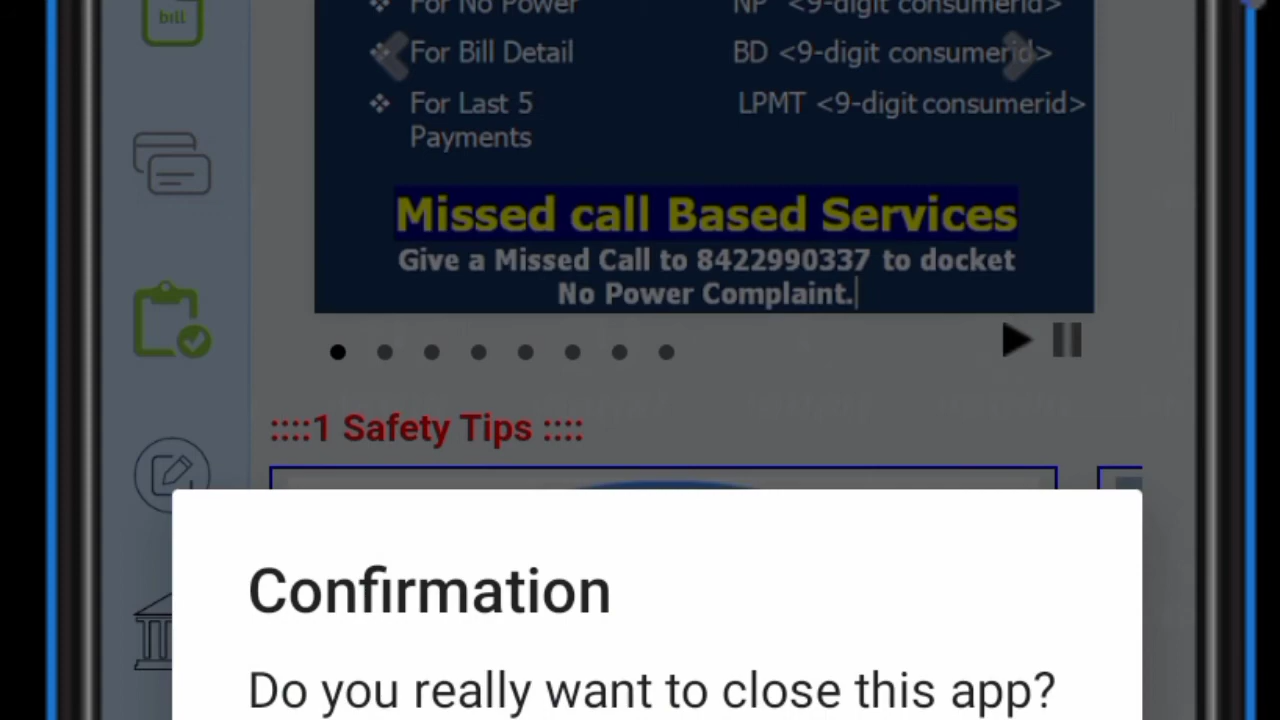 bill
For No Power NP <9-digit consumerid>
For Bill Detail BD <9-digit consumerid>
For Last 5 LPMT <9-digit consumerid>
Payments
Missed call Based Services
Give a Missed Call to 8422990337 to docket
No Power Complaint.
::::1 Safety Tips ::::
Confirmation
Do you really want to close this app?